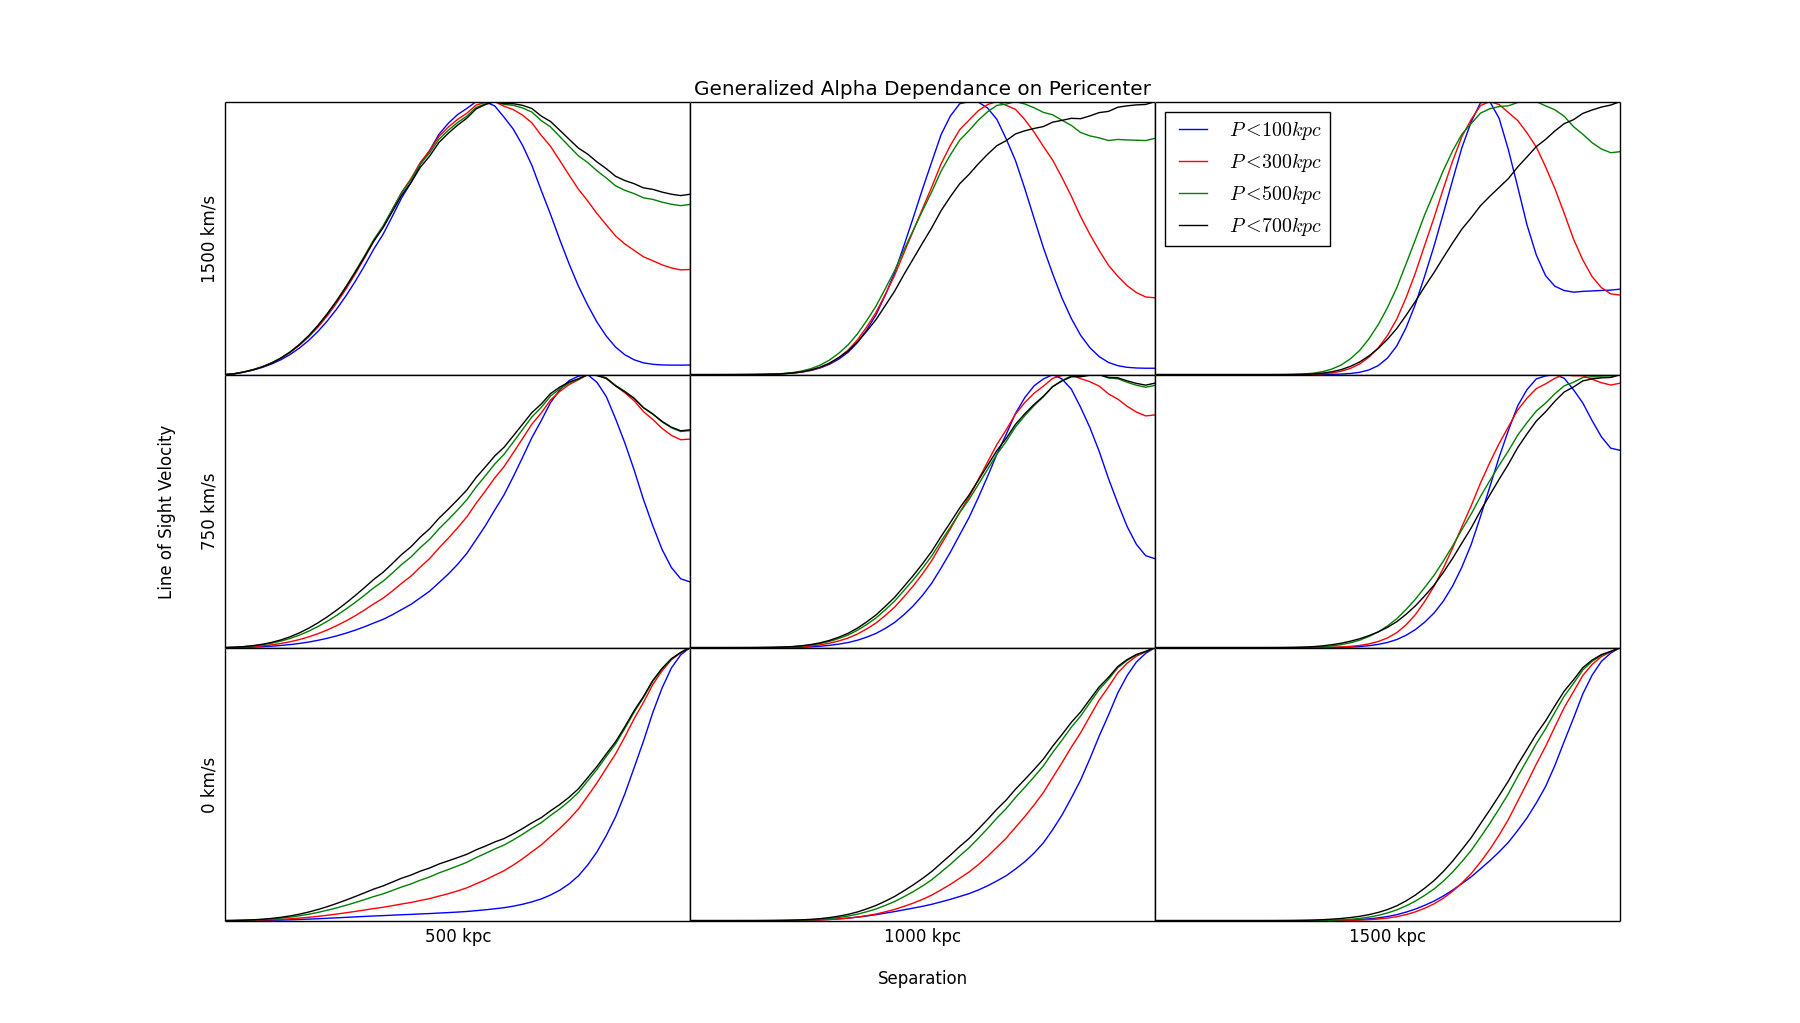 Generalized Alpha Dependance on Pericenter
P<100kpc
P<300kpc
P<500kpc
P<700kpc
1500 km/s
750 km/s
0 km/s
Line of Sight Velocity
500 kpc
1000 kpc
1500 kpc
Separation